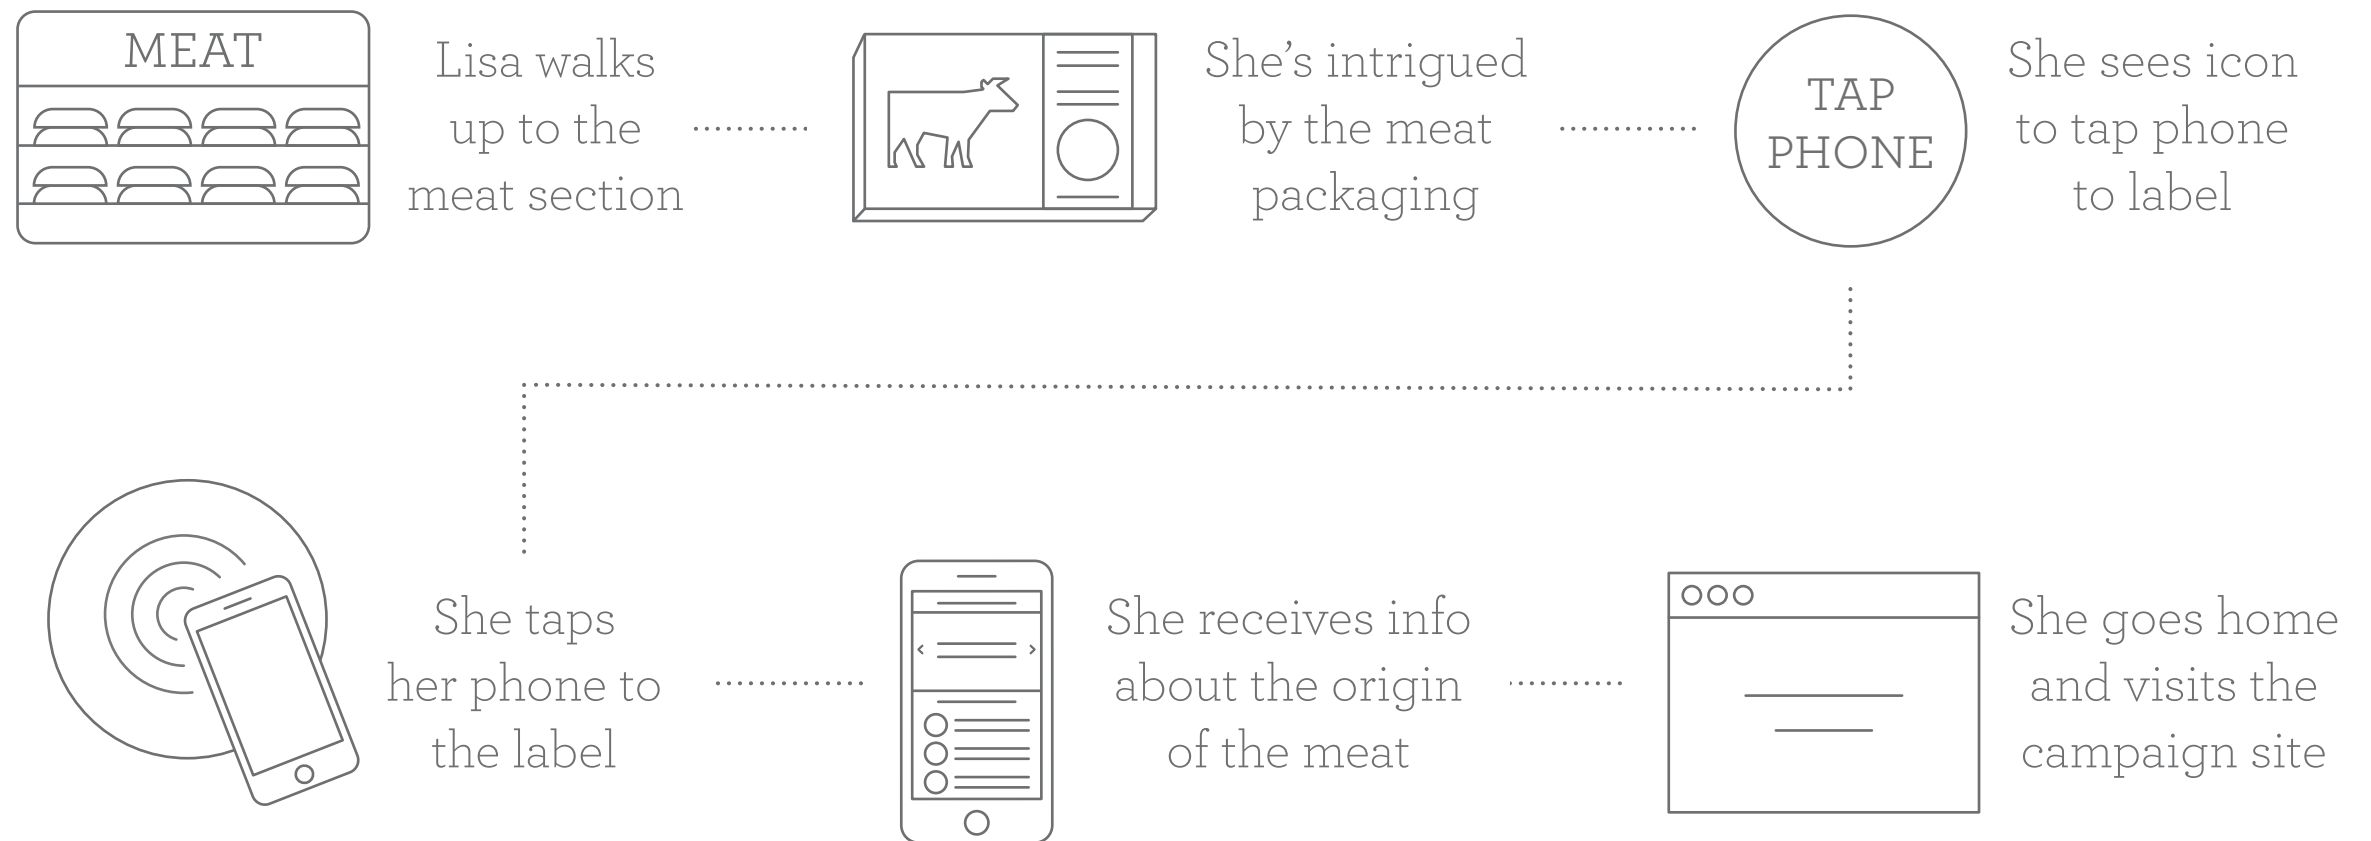 MEAT
Lisa walks
up to the
meat section
She’s intrigued
by the meat
packaging
TAP
PHONE
She sees icon
to tap phone
to label
She taps
her phone to
the label
She receives info
about the origin
of the meat
She goes home
and visits the
campaign site